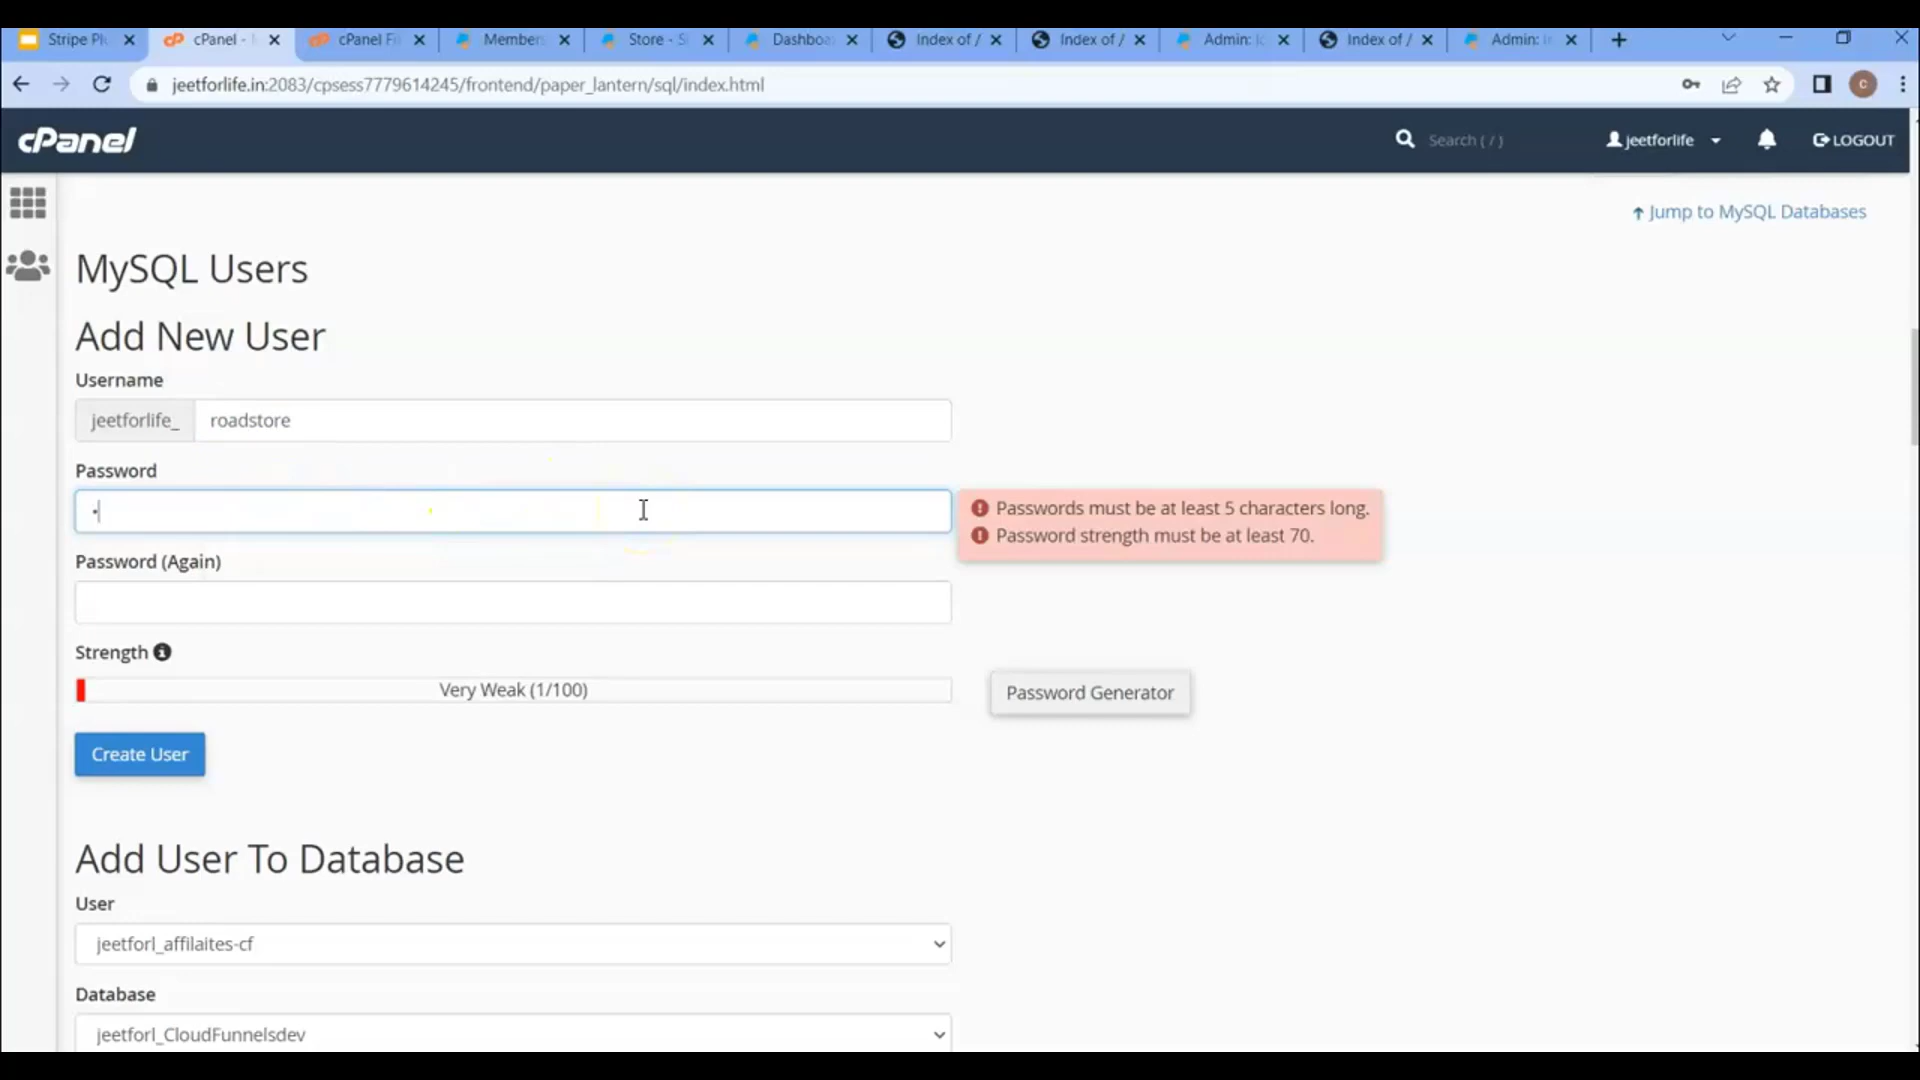 Stripe Pl
cPanel -
cPanel Fi
Members
Store - S
Dashboa
Index of /
Index of /
Admin:
Index of /
Admin:
jeetforlife.in:2083/cpsess7779614245/frontend/paper_lantern/sql/index.html
C
cPanel
Search ( / )
jeetforlife
LOGOUT
Jump to MySQL Databases
MySQL Users
Add New User
Username
jeetforlife_
roadstore
Password
Passwords must be at least 5 characters long.
Password strength must be at least 70.
Password (Again)
Strength
Very Weak (1/100)
Password Generator
Create User
Add User To Database
User
jeetforl_affilaites-cf
Database
jeetforl_CloudFunnelsdev